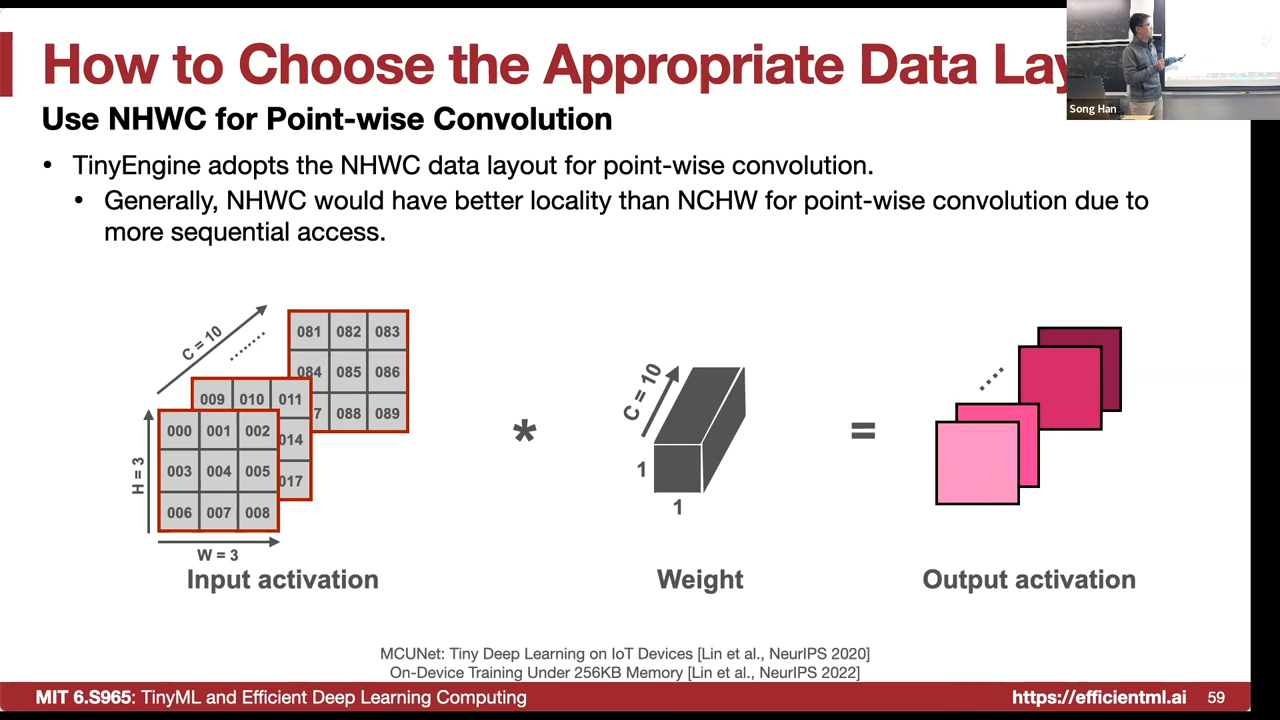 How to Choose the Appropriate Data Lay
Song Han
Use NHWC for Point-wise Convolution
• TinyEngine adopts the NHWC data layout for point-wise convolution.
• Generally, NHWC would have better locality than NCHW for point-wise convolution due to
more sequential access.
C = 10
081 082 083
084 085 086
7 088 089
009 010 011
014
017
000 001 002
003 004 005
006 007 008
H = 3
W = 3
Input activation
*
C = 10
1
1
Weight
=
Output activation
MCUNet: Tiny Deep Learning on IoT Devices [Lin et al., NeurIPS 2020]
On-Device Training Under 256KB Memory [Lin et al., NeurIPS 2022]
MIT 6.S965: TinyML and Efficient Deep Learning Computing
https://efficientml.ai 59